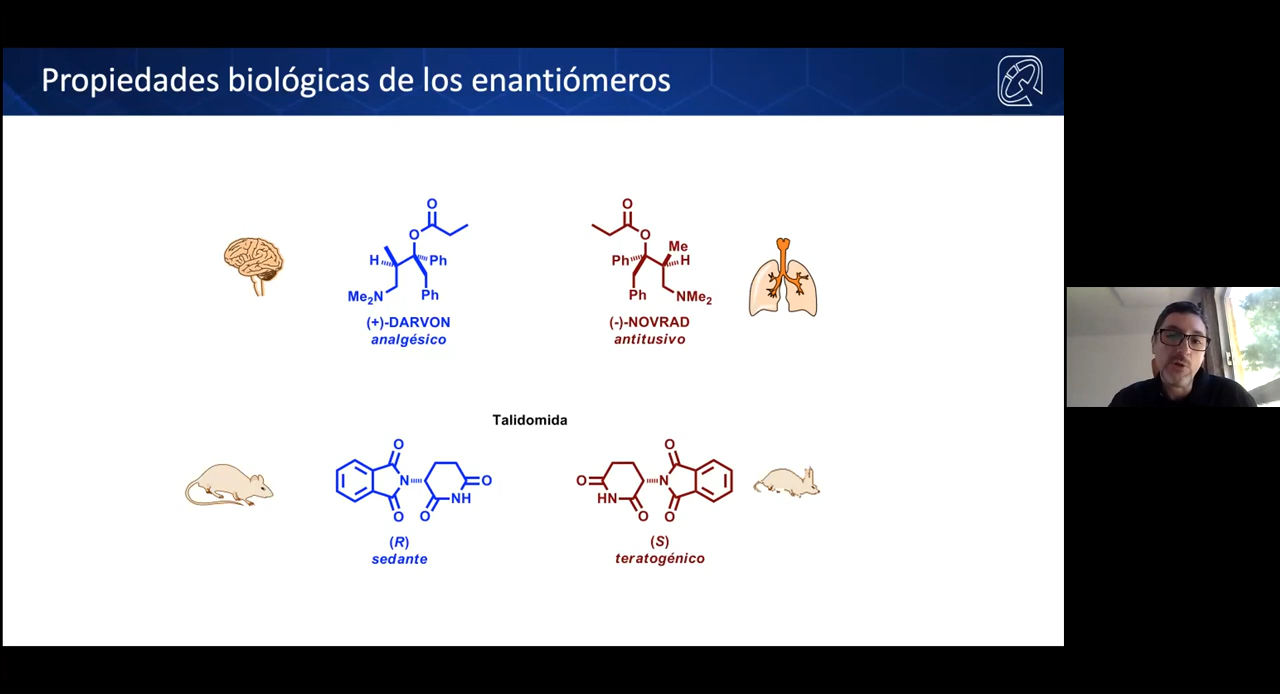 Propiedades biológicas de los enantiómeros
O
O
H
Ph
Me₂N
Ph
(+)-DARVON
analgésico
O
O
Me
Ph
H
Ph
NMe₂
(-)-NOVRAD
antitusivo
Talidomida
O
N
O
O
O
NH
(R)
sedante
O
O
N
HN
O
O
(S)
teratogénico